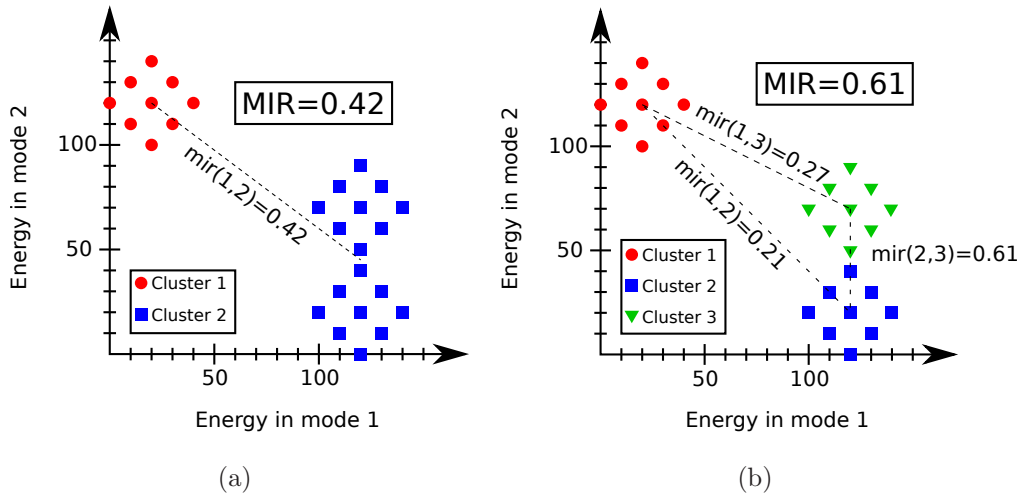 MIR=0.42
mir(1,2)=0.42
Energy in mode 2
100
50
Cluster 1
Cluster 2
50
100
Energy in mode 1
(a)
MIR=0.61
mir(1,3)=0.27
mir(1,2)=0.21
mir(2,3)=0.61
Energy in mode 2
100
50
Cluster 1
Cluster 2
Cluster 3
50
100
Energy in mode 1
(b)